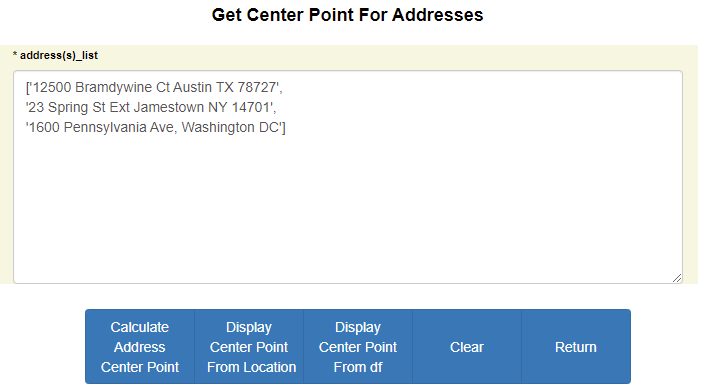 Get Center Point For Addresses
* address(s)_list
['12500 Bramdywine Ct Austin TX 78727',
'23 Spring St Ext Jamestown NY 14701',
'1600 Pennsylvania Ave, Washington DC']
Calculate
Address
Center Point
Display
Center Point
From Location
Display
Center Point
From df
Clear
Return